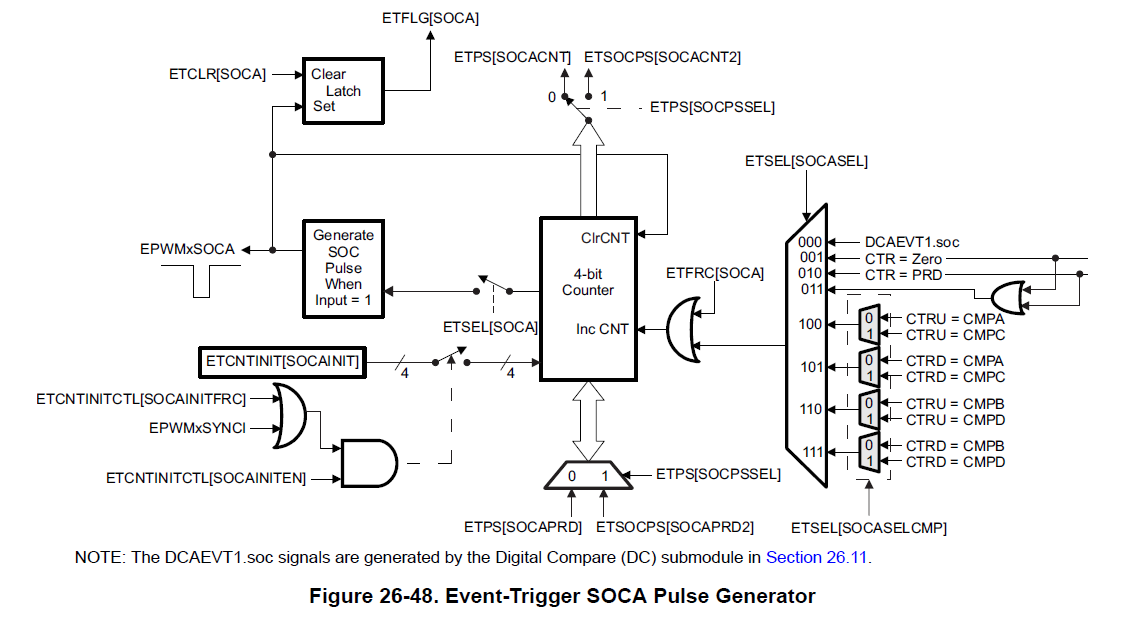 ETFLG[SOCA]
ETPS[SOCACNT] ETSOCPS[SOCACNT2]
ETCLR[SOCA]
Clear
Latch
Set
0 1
ETPS[SOCPSSEL]
ETSEL[SOCASEL]
EPWMxSOCA
Generate
SOC
Pulse
When
Input = 1
ClrCNT
4-bit
Counter
Inc CNT
ETFRC[SOCA]
000 DCAEVT1.soc
001 CTR = Zero
010 CTR = PRD
011
100 0 CTRU = CMPA
1 CTRU = CMPC
101 0 CTRD = CMPA
1 CTRD = CMPC
110 0 CTRU = CMPB
1 CTRU = CMPD
111 0 CTRD = CMPB
1 CTRD = CMPD
ETSEL[SOCA]
ETCNTINIT[SOCAINIT]
4 4
ETCNTINITCTL[SOCAINITFRC]
EPWMxSYNCI
ETCNTINITCTL[SOCAINITEN]
0 1
ETPS[SOCPSSEL]
ETPS[SOCAPRD] ETSOCPS[SOCAPRD2]
ETSEL[SOCASELCMP]
NOTE: The DCAEVT1.soc signals are generated by the Digital Compare (DC) submodule in Section 26.11.
Figure 26-48. Event-Trigger SOCA Pulse Generator